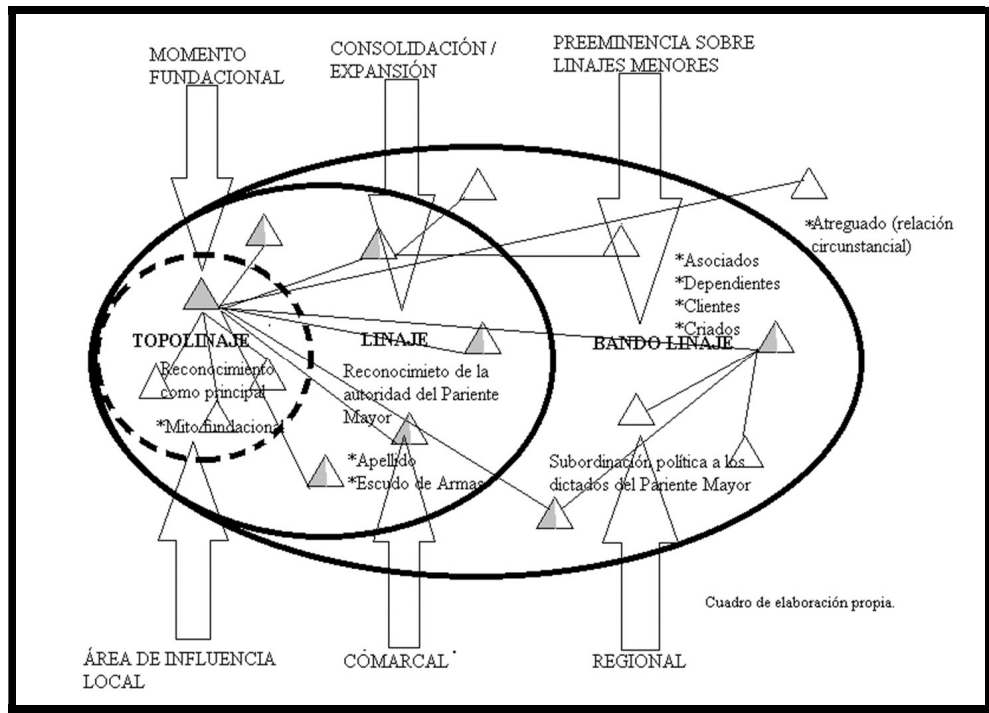 MOMENTO
FUNDACIONAL
CONSOLIDACIÓN /
EXPANSIÓN
PREEMINENCIA SOBRE
LINAJES MENORES
*Atreguado (relación
circunstancial)
*Asociados
*Dependientes
*Clientes
*Criados
TOPOLINAJE
Reconocimiento
como principal
*Mito fundacional
LINAJE
Reconocimieto de la
autoridad del Pariente
Mayor
*Apellido
*Escudo de Armas
BANDO LINAJE
Subordinación política a los
dictados del Pariente Mayor
Cuadro de elaboración propia.
ÁREA DE INFLUENCIA
LOCAL
COMARCAL
REGIONAL